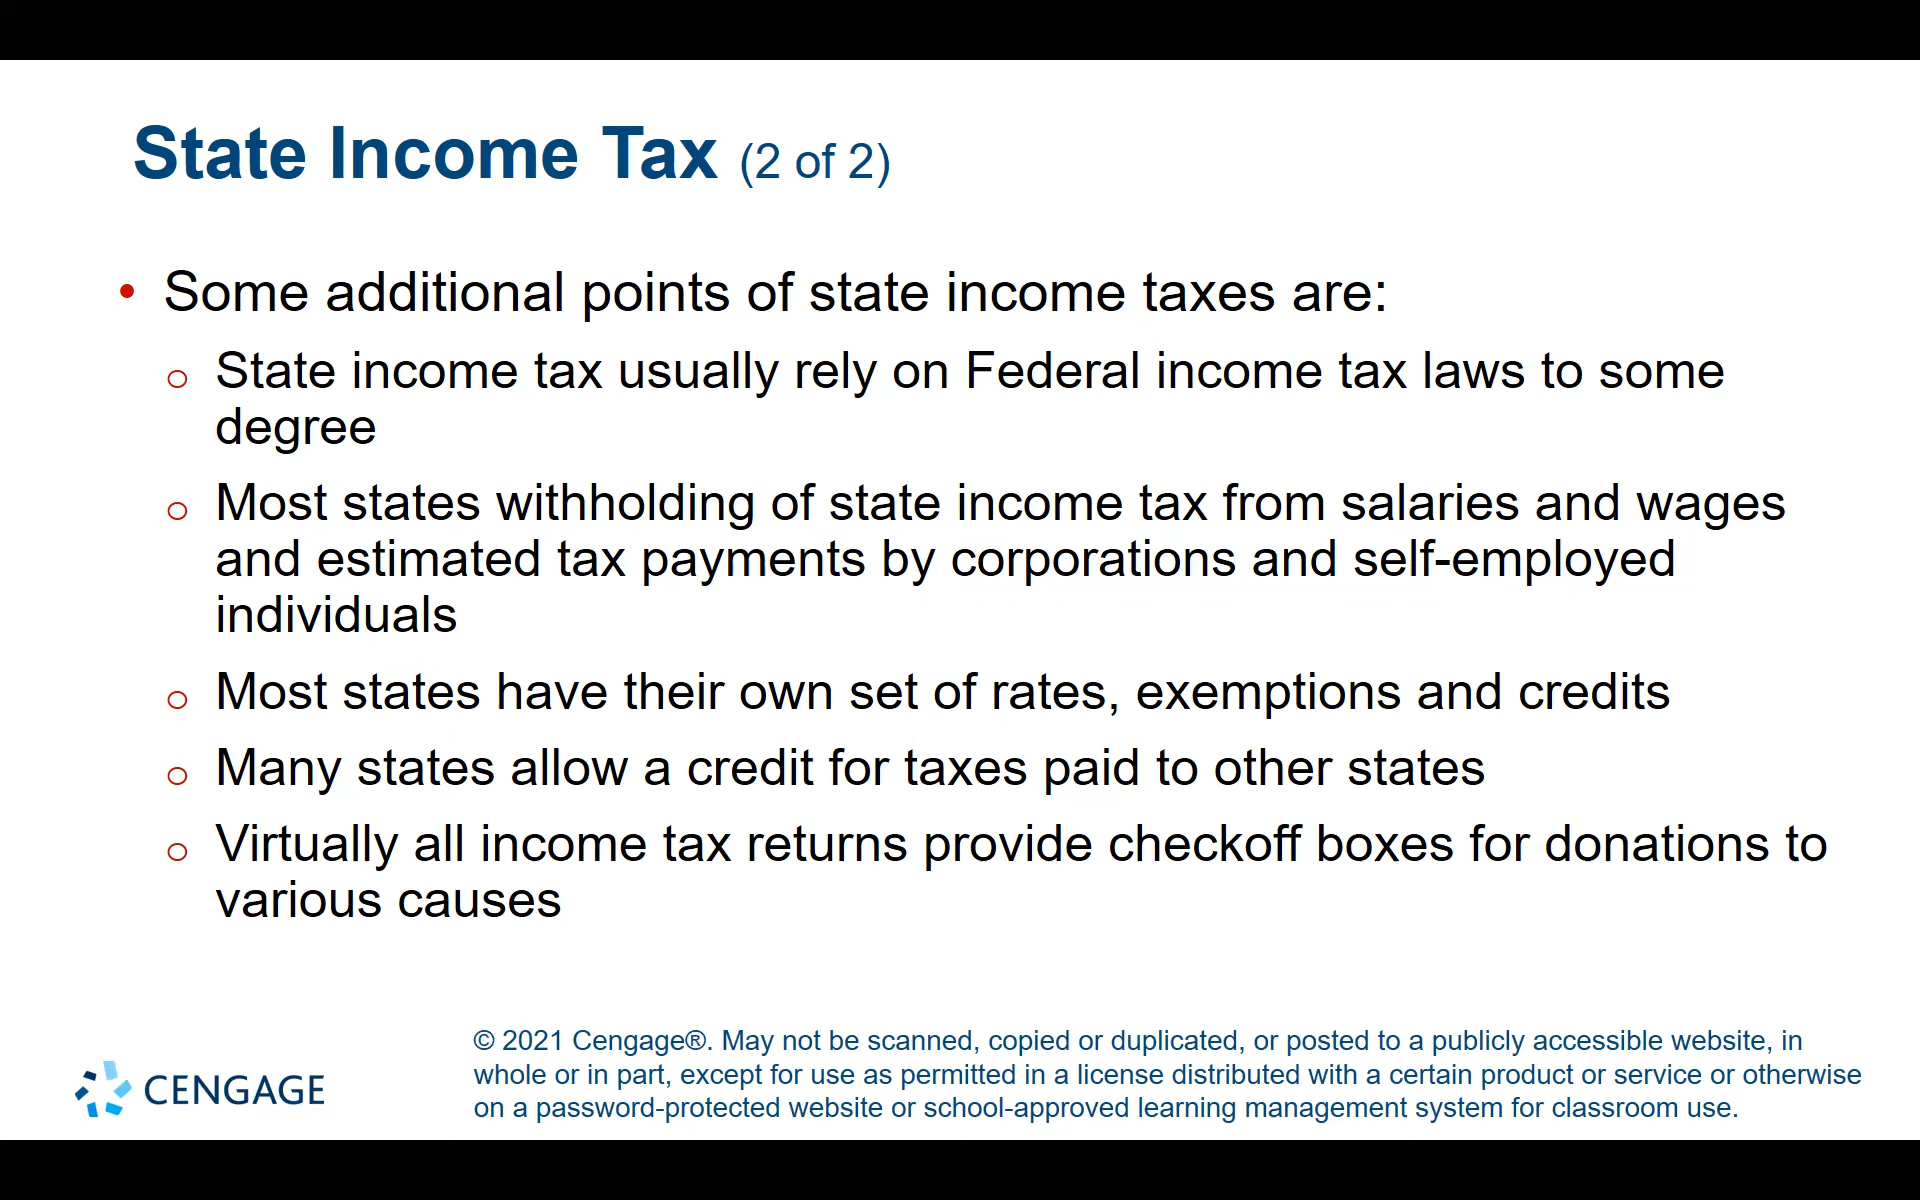 State Income Tax (2 of 2)
• Some additional points of state income taxes are:
o State income tax usually rely on Federal income tax laws to some
degree
o Most states withholding of state income tax from salaries and wages
and estimated tax payments by corporations and self-employed
individuals
o Most states have their own set of rates, exemptions and credits
o Many states allow a credit for taxes paid to other states
o Virtually all income tax returns provide checkoff boxes for donations to
various causes
CENGAGE
© 2021 Cengage®. May not be scanned, copied or duplicated, or posted to a publicly accessible website, in
whole or in part, except for use as permitted in a license distributed with a certain product or service or otherwise
on a password-protected website or school-approved learning management system for classroom use.